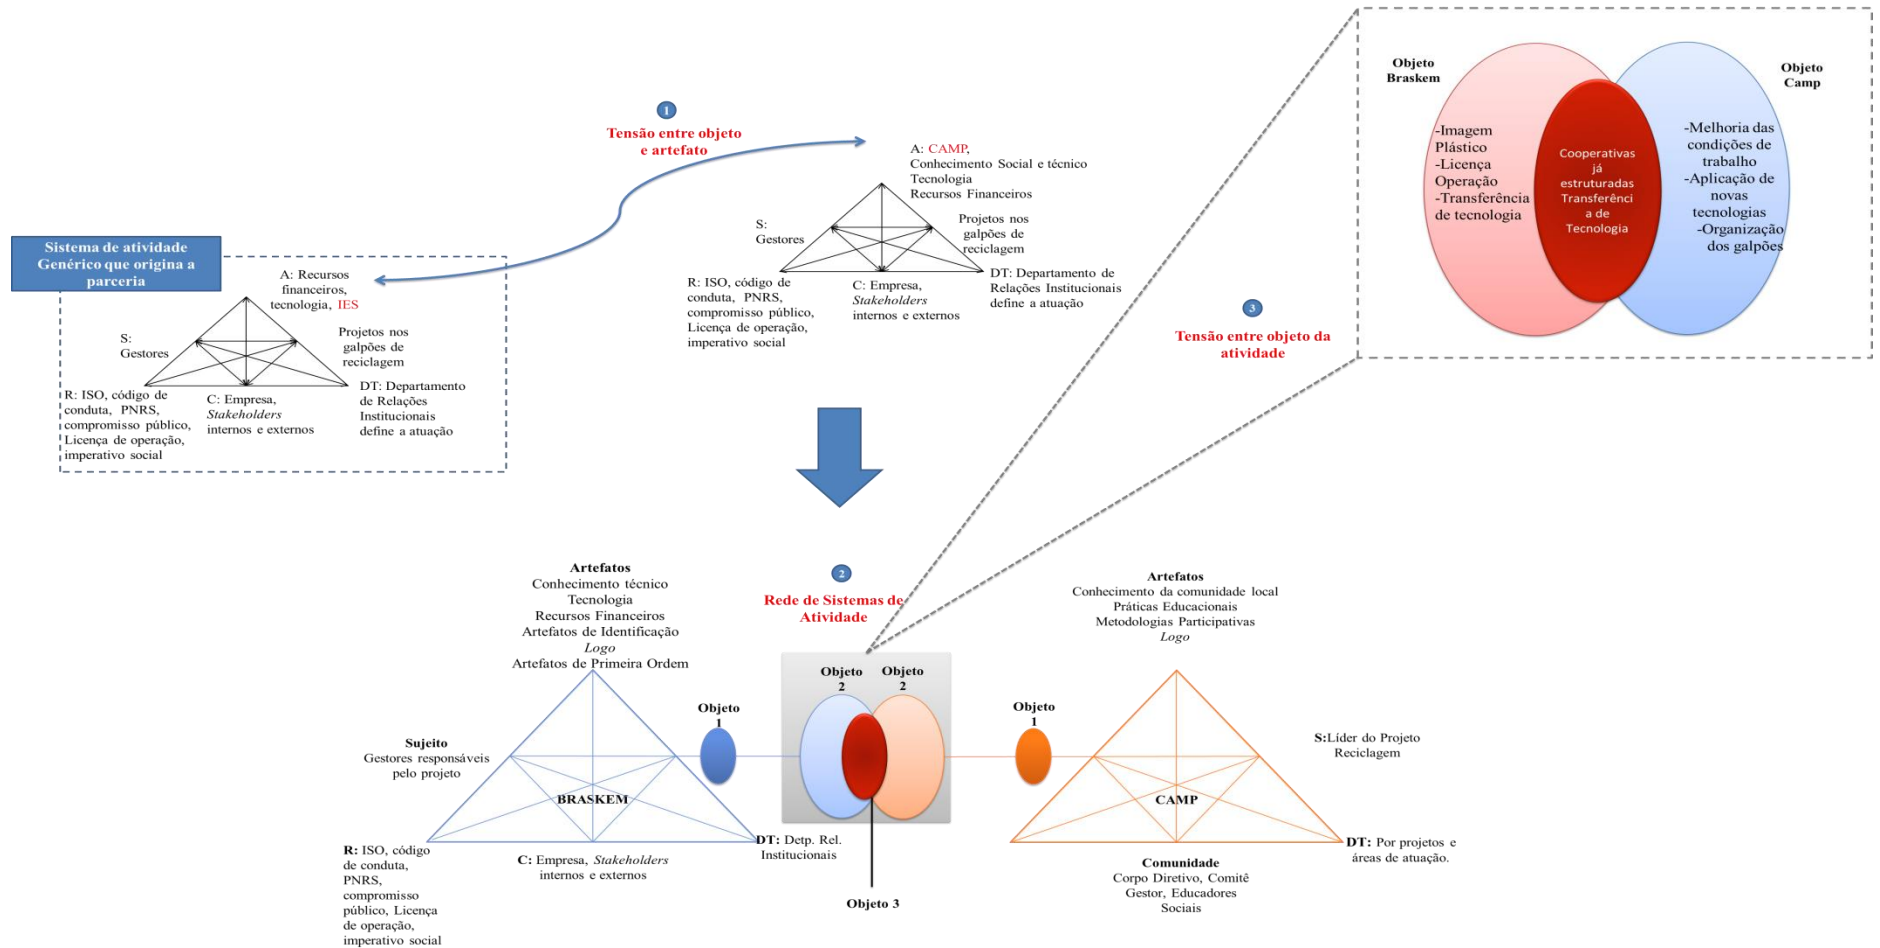 1
Tensão entre objeto
e artefato
A: CAMP,
Conhecimento Social e técnico
Tecnologia
Recursos Financeiros
S:
Gestores
Projetos nos
galpões de
reciclagem
R: ISO, código de
conduta, PNRS,
compromisso público,
Licença de operação,
imperativo social
C: Empresa,
Stakeholders
internos e externos
DT: Departamento de
Relações Institucionais
define a atuação
Sistema de atividade
Genérico que origina a
parceria
A: Recursos
financeiros,
tecnologia, IES
S:
Gestores
Projetos nos
galpões de
reciclagem
R: ISO, código de
conduta, PNRS,
compromisso público,
Licença de operação,
imperativo social
C: Empresa,
Stakeholders
internos e externos
DT: Departamento
de Relações
Institucionais
define a atuação
3
Tensão entre objeto da
atividade
Objeto
Braskem
Objeto
Camp
-Imagem
Plástico
-Licença
Operação
-Transferência
de tecnologia
Cooperativas
já
estruturadas
Transferênci
a de
Tecnologia
-Melhoria das
condições de
trabalho
-Aplicação de
novas
tecnologias
-Organização
dos galpões
2
Rede de Sistemas de
Atividade
Artefatos
Conhecimento técnico
Tecnologia
Recursos Financeiros
Artefatos de Identificação
Logo
Artefatos de Primeira Ordem
Sujeito
Gestores responsáveis
pelo projeto
BRASKEM
R: ISO, código
de conduta,
PNRS,
compromisso
público, Licença
de operação,
imperativo social
C: Empresa, Stakeholders
internos e externos
DT: Detp. Rel.
Institucionais
Objeto
1
Objeto
2
Objeto
2
Objeto 3
Objeto
1
Artefatos
Conhecimento da comunidade local
Práticas Educacionais
Metodologias Participativas
Logo
S:Líder do Projeto
Reciclagem
CAMP
Comunidade
Corpo Diretivo, Comitê
Gestor, Educadores
Sociais
DT: Por projetos e
áreas de atuação.